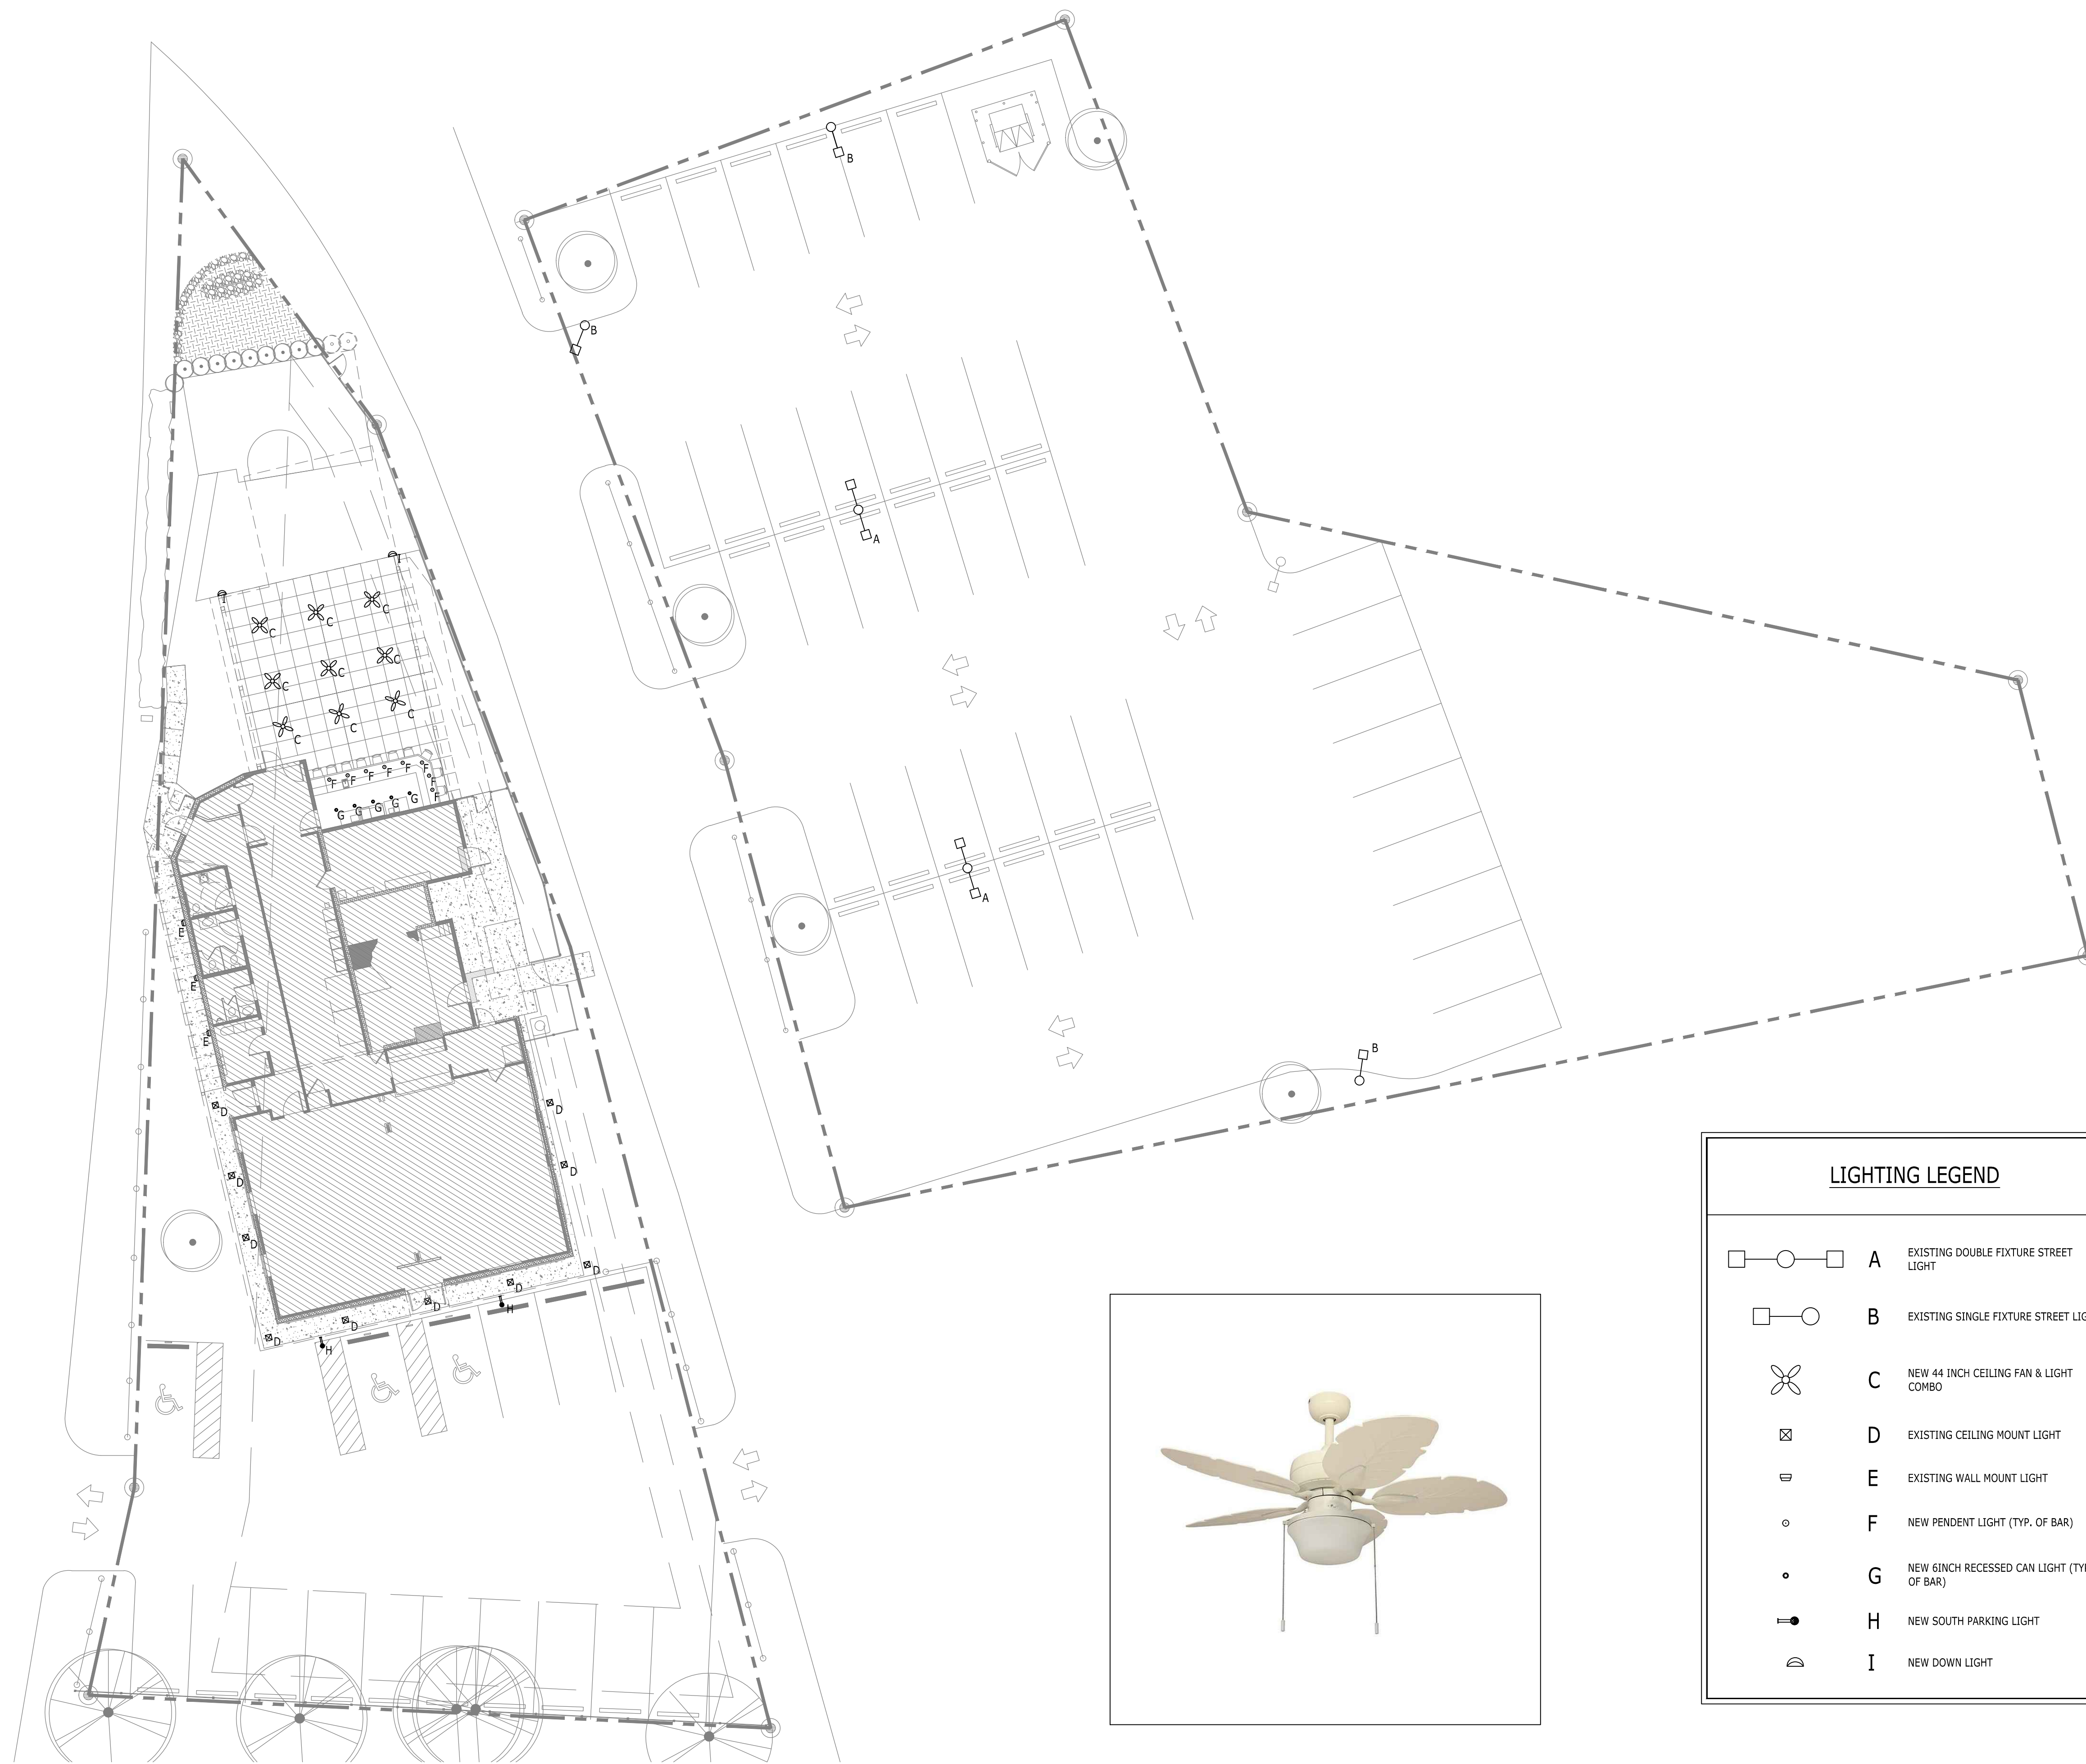 B
B
A
I
I
C
C
C
C
C
C
C
C
C
F
F
F
F
F
F
F
F
G
G
G
G
G
A
E
E
E
B
D
D
D
D
D
D
D
D
D
D
H
H
LIGHTING LEGEND
A EXISTING DOUBLE FIXTURE STREET
LIGHT
B EXISTING SINGLE FIXTURE STREET LIG
C NEW 44 INCH CEILING FAN & LIGHT
COMBO
D EXISTING CEILING MOUNT LIGHT
E EXISTING WALL MOUNT LIGHT
F NEW PENDENT LIGHT (TYP. OF BAR)
G NEW 6INCH RECESSED CAN LIGHT (TYP
OF BAR)
H NEW SOUTH PARKING LIGHT
I NEW DOWN LIGHT